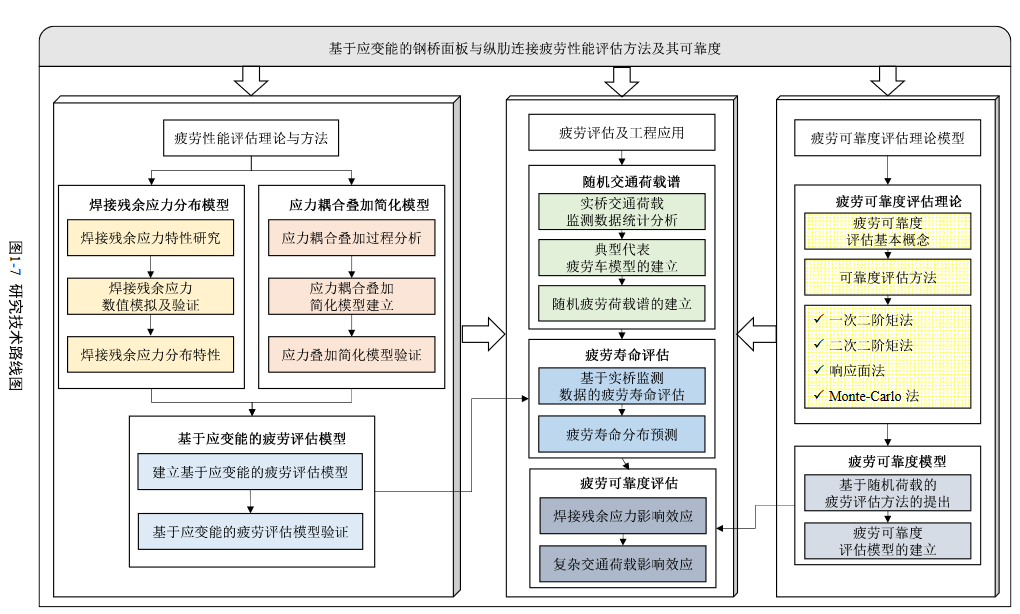 基于应变能的钢桥面板与纵肋连接疲劳性能评估方法及其可靠度
疲劳性能评估理论与方法
焊接残余应力分布模型
焊接残余应力特性研究
焊接残余应力
数值模拟及验证
焊接残余应力分布特性
应力耦合叠加简化模型
应力耦合叠加过程分析
应力耦合叠加
简化模型建立
应力叠加简化模型验证
基于应变能的疲劳评估模型
建立基于应变能的疲劳评估模型
基于应变能的疲劳评估模型验证
疲劳评估及工程应用
随机交通荷载谱
实桥交通荷载
监测数据统计分析
典型代表
疲劳车模型的建立
随机疲劳荷载谱的建立
疲劳寿命评估
基于实桥监测
数据的疲劳寿命评估
疲劳寿命分布预测
疲劳可靠度评估
焊接残余应力影响效应
复杂交通荷载影响效应
疲劳可靠度评估理论模型
疲劳可靠度评估理论
疲劳可靠度
评估基本概念
可靠度评估方法
✓ 一次二阶矩法
✓ 二次二阶矩法
✓ 响应面法
✓ Monte-Carlo 法
疲劳可靠度模型
基于随机荷载的
疲劳评估方法的提出
疲劳可靠度
评估模型的建立
图1-7 研究技术路线图